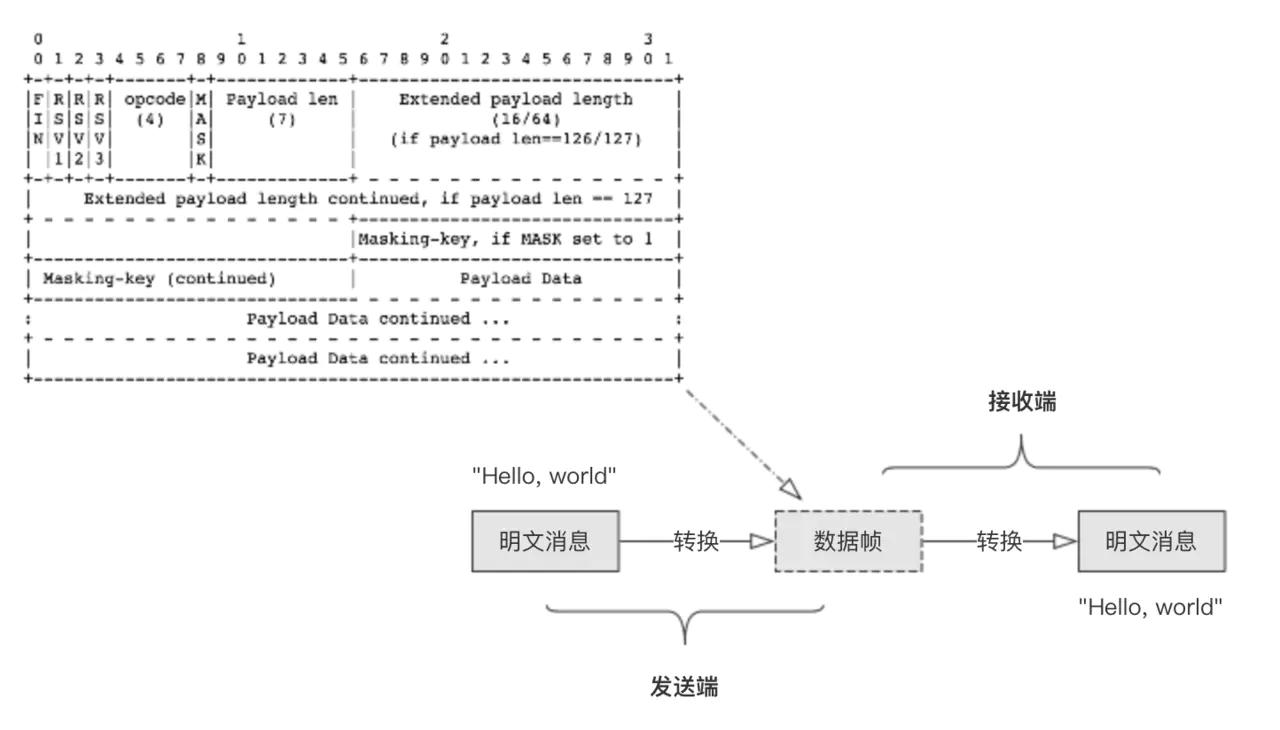 0 1 2 3
0 1 2 3 4 5 6 7 8 9 0 1 2 3 4 5 6 7 8 9 0 1 2 3 4 5 6 7 8 9 0 1
+-+-+-+-+-------+-+-------------+-------------------------------+
|F|R|R|R| opcode|M| Payload len | Extended payload length |
|I|S|S|S| (4) |A| (7) | (16/64) |
|N|V|V|V| |S| | (if payload len==126/127) |
| |1|2|3| |K| | |
+-+-+-+-+-------+-+-------------+ - - - - - - - - - - - - - - - +
| Extended payload length continued, if payload len == 127 |
+ - - - - - - - - - - - - - - - +-------------------------------+
| |Masking-key, if MASK set to 1 |
+-------------------------------+-------------------------------+
| Masking-key (continued) | Payload Data |
+-------------------------------- - - - - - - - - - - - - - - - +
: Payload Data continued ... :
+ - - - - - - - - - - - - - - - - - - - - - - - - - - - - - - - +
| Payload Data continued ... |
+---------------------------------------------------------------+
接收端
"Hello, world"
明文消息 转换 数据帧 转换 明文消息
"Hello, world"
发送端